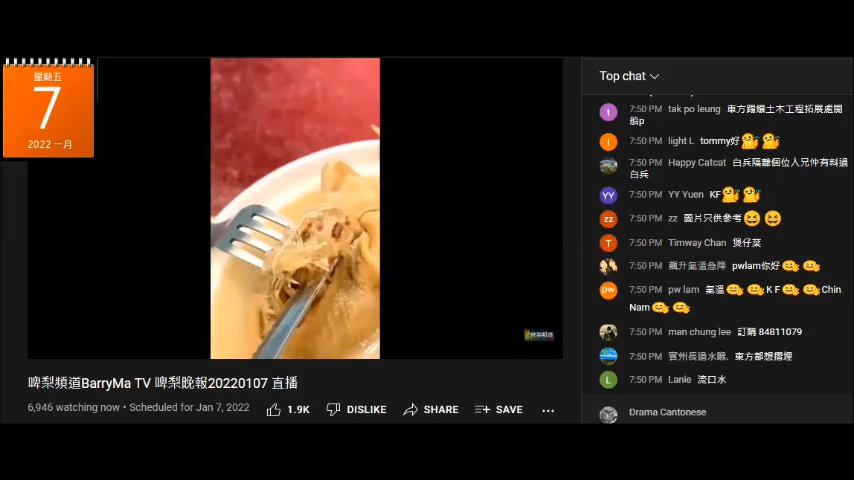 星期五
7
2022 一月
啤梨頻道BarryMa TV 啤梨晚報20220107 直播
6,946 watching now • Scheduled for Jan 7, 2022
1.9K
DISLIKE
SHARE
SAVE
Top chat
7:50 PM tak po leung 東方踢爆土木工程拓展處開
船p
7:50 PM light L tommy好
7:50 PM Happy Catcat 白兵隔離個位人兄仲有料過
白兵
7:50 PM YY Yuen KF
7:50 PM zz 圖片只供參考
7:50 PM Timway Chan 煲仔菜
7:50 PM 飆升氣溫急降 pwlam你好
7:50 PM pw lam 氣溫 K F Chin
Nam
7:50 PM man chung lee 訂購 84811079
7:50 PM 賓州長過水喉. 東方都想摺埋
7:50 PM Lanie 流口水
Drama Cantonese